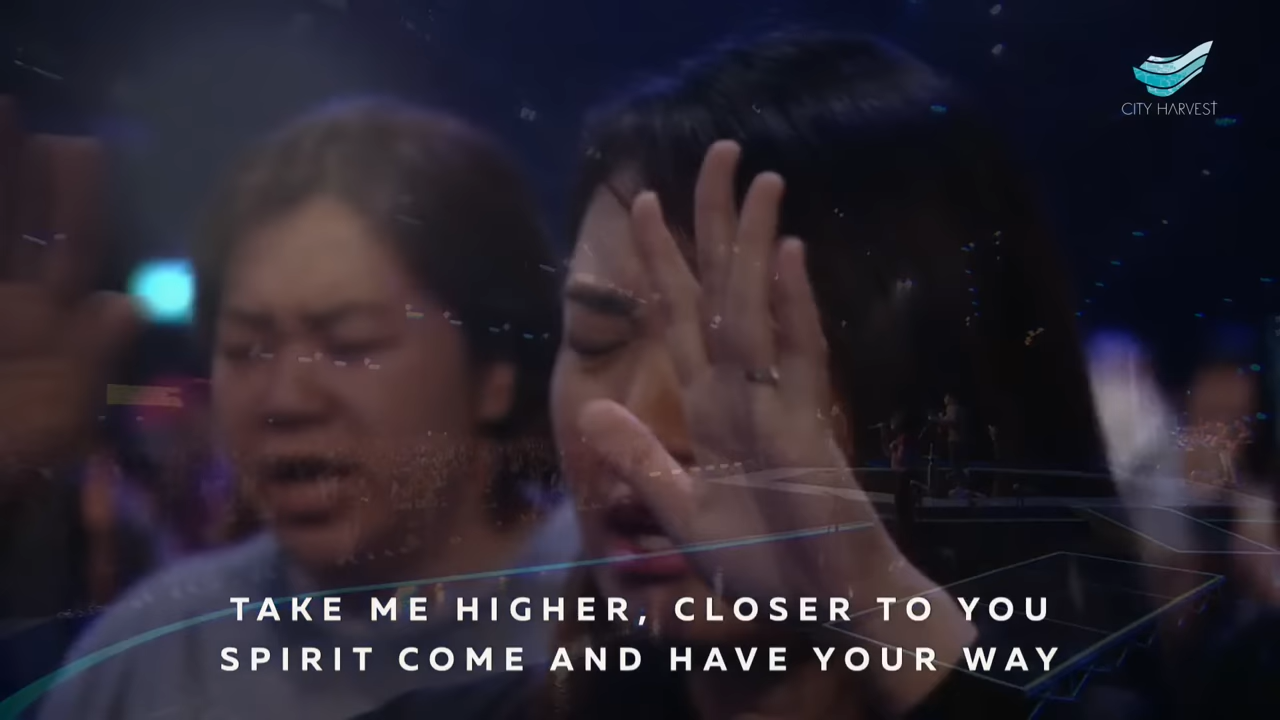 CITY HARVEST
TAKE ME HIGHER, CLOSER TO YOU
SPIRIT COME AND HAVE YOUR WAY